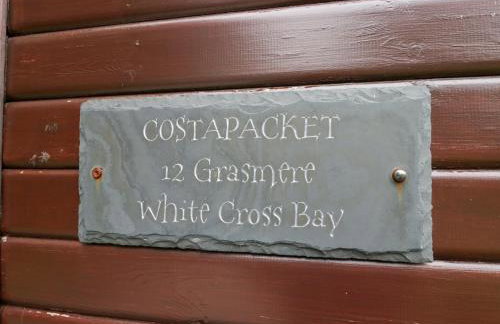 COSTAPACKET
12 Grasmere
White Cross Bay